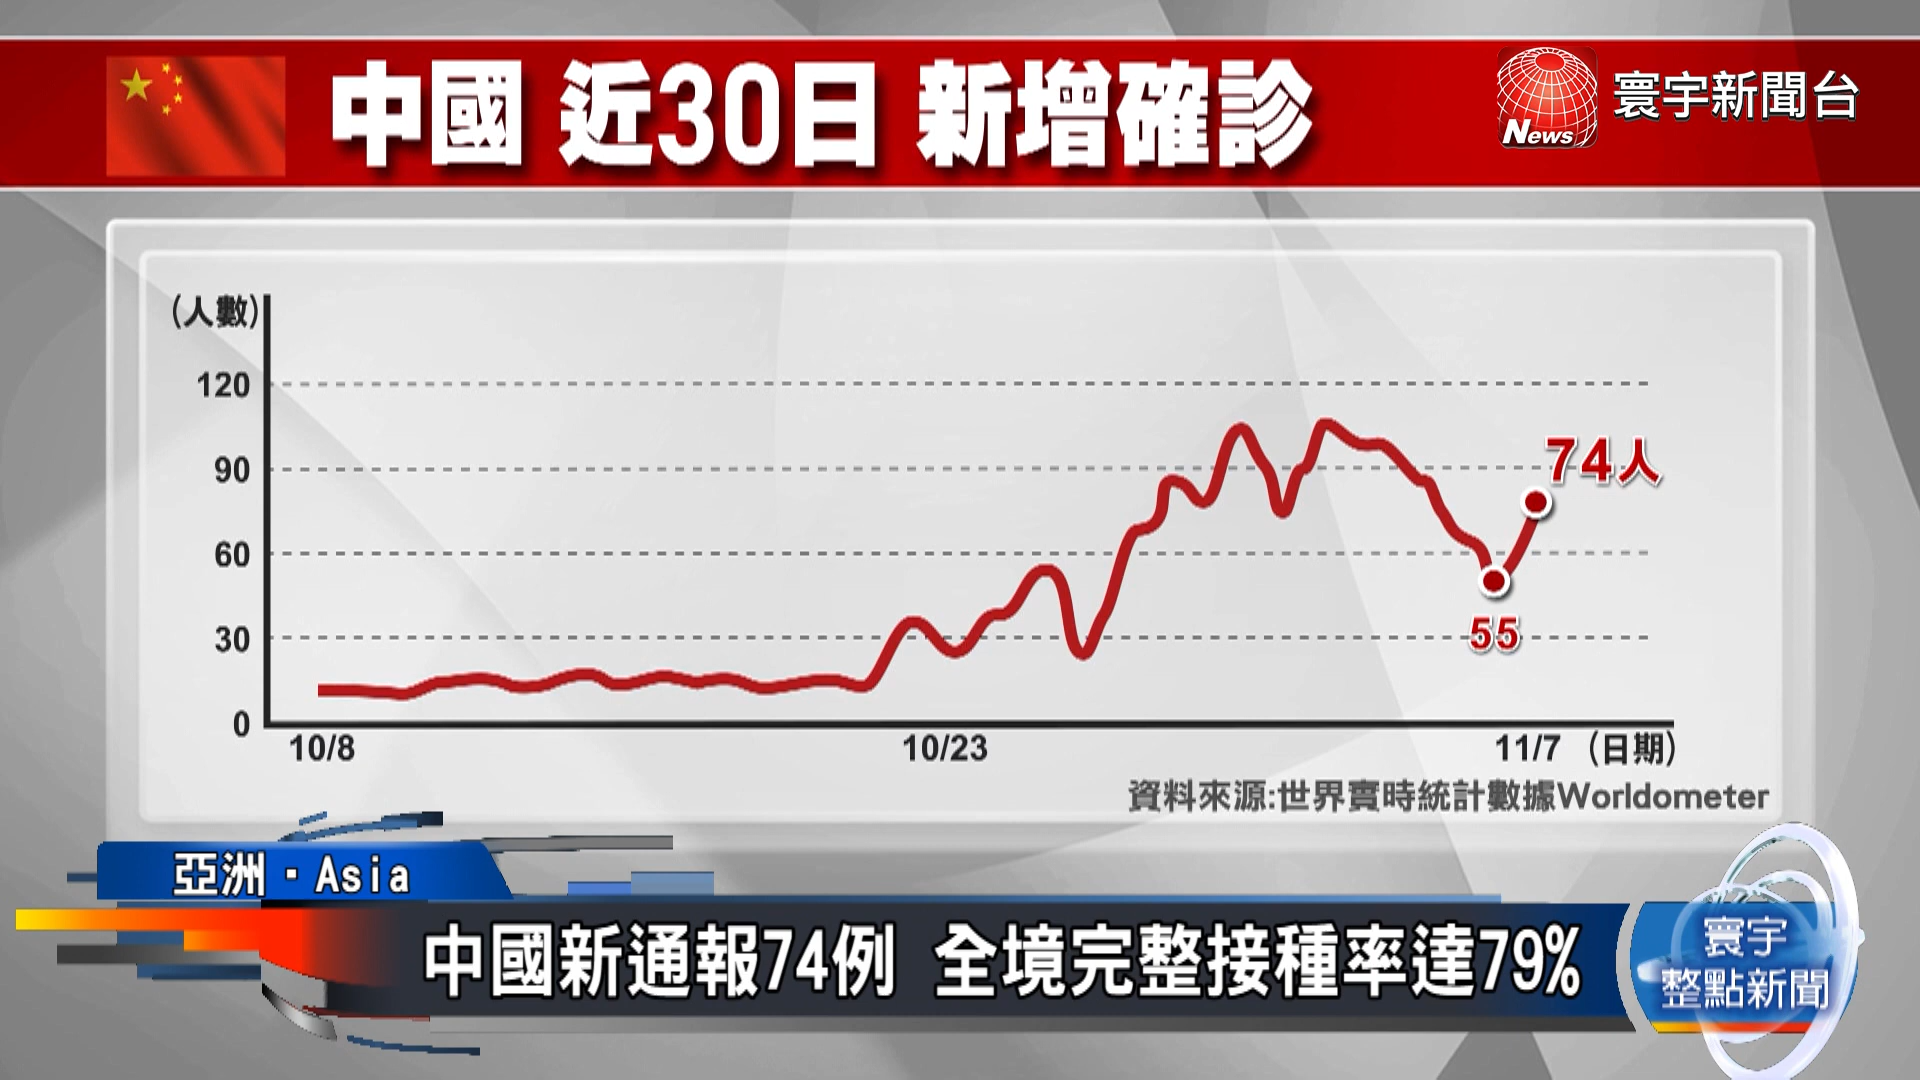 中國 近30日 新增確診
News
寰宇新聞台
(人數)
120
90
60
30
0
74人
55
10/8
10/23
11/7
(日期)
資料來源:世界實時統計數據Worldometer
亞洲・Asia
中國新通報74例 全境完整接種率達79%
寰宇
整點新聞